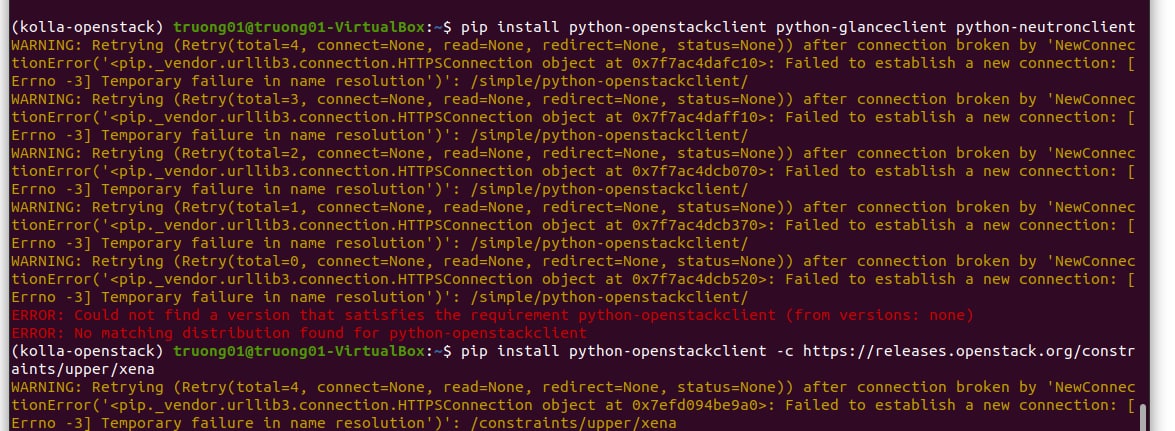 (kolla-openstack) truong01@truong01-VirtualBox:~$ pip install python-openstackclient python-glanceclient python-neutronclient
WARNING: Retrying (Retry(total=4, connect=None, read=None, redirect=None, status=None)) after connection broken by 'NewConnec
tionError('<pip._vendor.urllib3.connection.HTTPSConnection object at 0x7f7ac4dafc10>: Failed to establish a new connection: [
Errno -3] Temporary failure in name resolution')': /simple/python-openstackclient/
WARNING: Retrying (Retry(total=3, connect=None, read=None, redirect=None, status=None)) after connection broken by 'NewConnec
tionError('<pip._vendor.urllib3.connection.HTTPSConnection object at 0x7f7ac4daff10>: Failed to establish a new connection: [
Errno -3] Temporary failure in name resolution')': /simple/python-openstackclient/
WARNING: Retrying (Retry(total=2, connect=None, read=None, redirect=None, status=None)) after connection broken by 'NewConnec
tionError('<pip._vendor.urllib3.connection.HTTPSConnection object at 0x7f7ac4dcb070>: Failed to establish a new connection: [
Errno -3] Temporary failure in name resolution')': /simple/python-openstackclient/
WARNING: Retrying (Retry(total=1, connect=None, read=None, redirect=None, status=None)) after connection broken by 'NewConnec
tionError('<pip._vendor.urllib3.connection.HTTPSConnection object at 0x7f7ac4dcb370>: Failed to establish a new connection: [
Errno -3] Temporary failure in name resolution')': /simple/python-openstackclient/
WARNING: Retrying (Retry(total=0, connect=None, read=None, redirect=None, status=None)) after connection broken by 'NewConnec
tionError('<pip._vendor.urllib3.connection.HTTPSConnection object at 0x7f7ac4dcb520>: Failed to establish a new connection: [
Errno -3] Temporary failure in name resolution')': /simple/python-openstackclient/
ERROR: Could not find a version that satisfies the requirement python-openstackclient (from versions: none)
ERROR: No matching distribution found for python-openstackclient
(kolla-openstack) truong01@truong01-VirtualBox:~$ pip install python-openstackclient -c https://releases.openstack.org/constr
aints/upper/xena
WARNING: Retrying (Retry(total=4, connect=None, read=None, redirect=None, status=None)) after connection broken by 'NewConnec
tionError('<pip._vendor.urllib3.connection.HTTPSConnection object at 0x7efd094be9a0>: Failed to establish a new connection: [
Errno -3] Temporary failure in name resolution')': /constraints/upper/xena